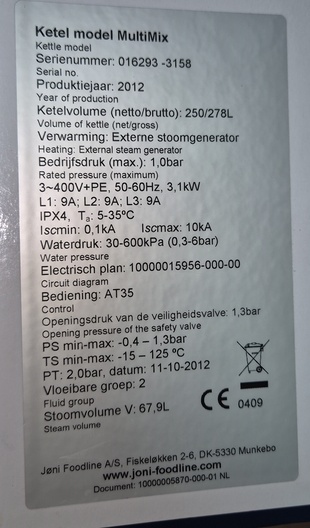 Ketel model MultiMix
Kettle model
Serienummer: 016293 -3158
Serial no.
Produktiejaar: 2012
Year of production
Ketelvolume (netto/brutto): 250/278L
Volume of kettle (net/gross)
Verwarming: Externe stoomgenerator
Heating: External steam generator
Bedrijfsdruk (max.): 1,0bar
Rated pressure (maximum)
3~400V+PE, 50-60Hz, 3,1kW
L1: 9A; L2: 9A; L3: 9A
IPX4, Ta: 5-35ºC
Iscmin: 0,1kA Iscmax: 10kA
Waterdruk: 30-600kPa (0,3-6bar)
Water pressure
Electrisch plan: 10000015956-000-00
Circuit diagram
Bediening: AT35
Control
Openingsdruk van de veiligheidsvalve: 1,3bar
Opening pressure of the safety valve
PS min-max: -0,4 – 1,3bar
TS min-max: -15 – 125 ºC
PT: 2,0bar, datum: 11-10-2012
Vloeibare groep: 2
Fluid group
Stoomvolume V: 67,9L
Steam volume
CE 0409
Jøni Foodline A/S, Fiskeløkken 2-6, DK-5330 Munkebo
www.joni-foodline.com
Document: 10000005870-000-01 NL